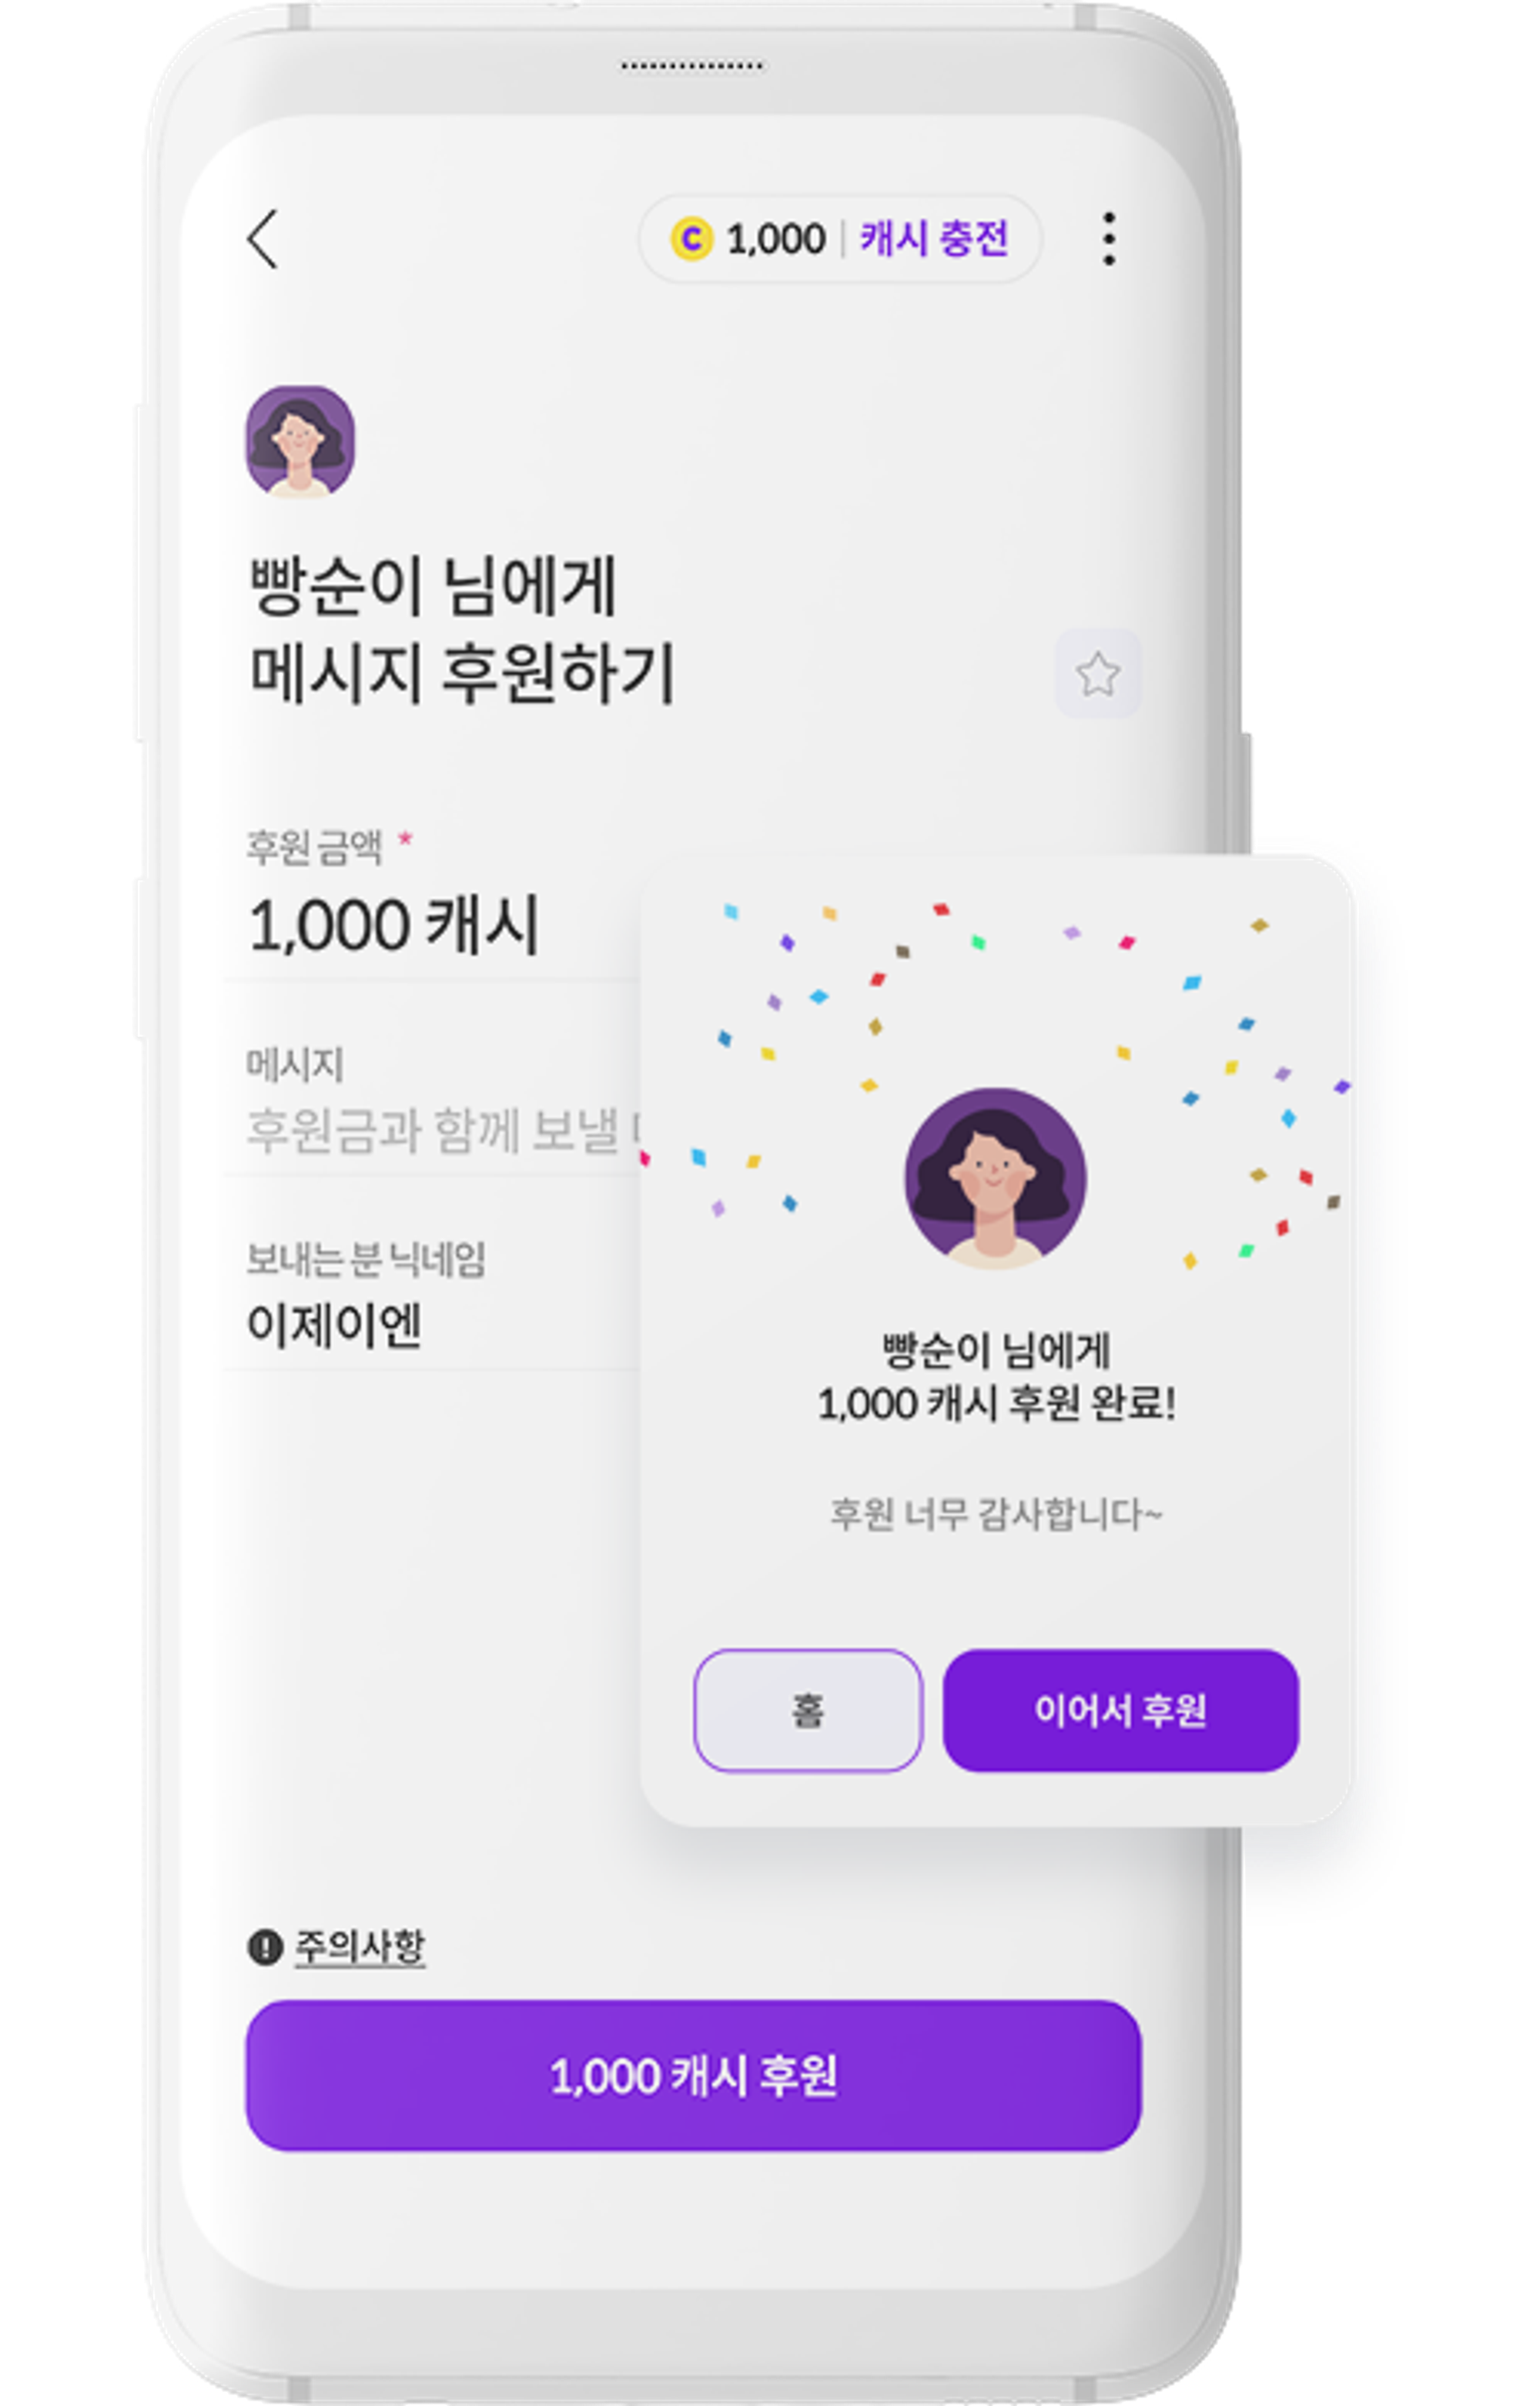 C 1,000 | 캐시 충전
빵순이 님에게
메시지 후원하기
후원 금액 *
1,000 캐시
메시지
후원금과 함께 보낼
보내는 분 닉네임
이제이엔
빵순이 님에게
1,000 캐시 후원 완료!
후원 너무 감사합니다~
홈
이어서 후원
주의사항
1,000 캐시 후원